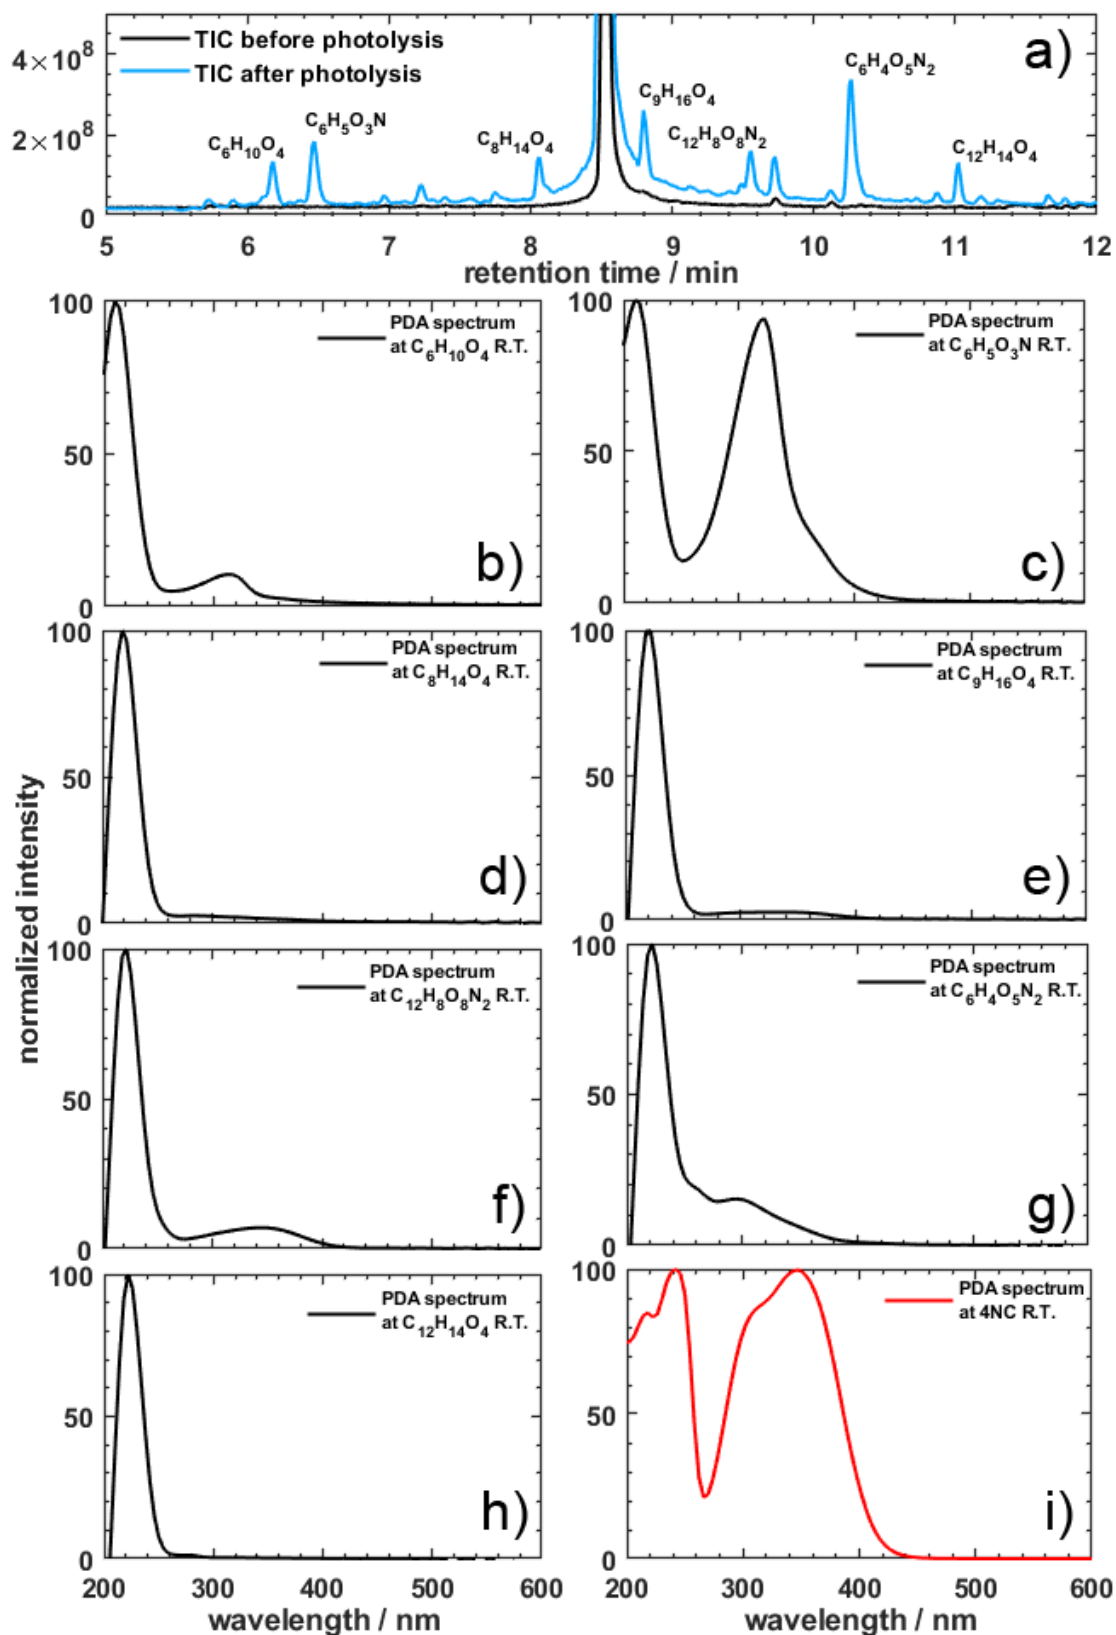 TIC before photolysis
TIC after photolysis
a)
4×10⁸
2×10⁸
0
C₆H₁₀O₄
C₆H₅O₃N
C₈H₁₄O₄
C₉H₁₆O₄
C₁₂H₈O₈N₂
C₆H₄O₅N₂
C₁₂H₁₄O₄
5 6 7 8 9 10 11 12
retention time / min
normalized intensity
100
50
0
PDA spectrum
at C₆H₁₀O₄ R.T.
b)
100
50
0
PDA spectrum
at C₆H₅O₃N R.T.
c)
100
50
0
PDA spectrum
at C₈H₁₄O₄ R.T.
d)
100
50
0
PDA spectrum
at C₉H₁₆O₄ R.T.
e)
100
50
0
PDA spectrum
at C₁₂H₈O₈N₂ R.T.
f)
100
50
0
PDA spectrum
at C₆H₄O₅N₂ R.T.
g)
100
50
0
PDA spectrum
at C₁₂H₁₄O₄ R.T.
h)
200 300 400 500 600
wavelength / nm
100
50
0
PDA spectrum
at 4NC R.T.
i)
200 300 400 500 600
wavelength / nm